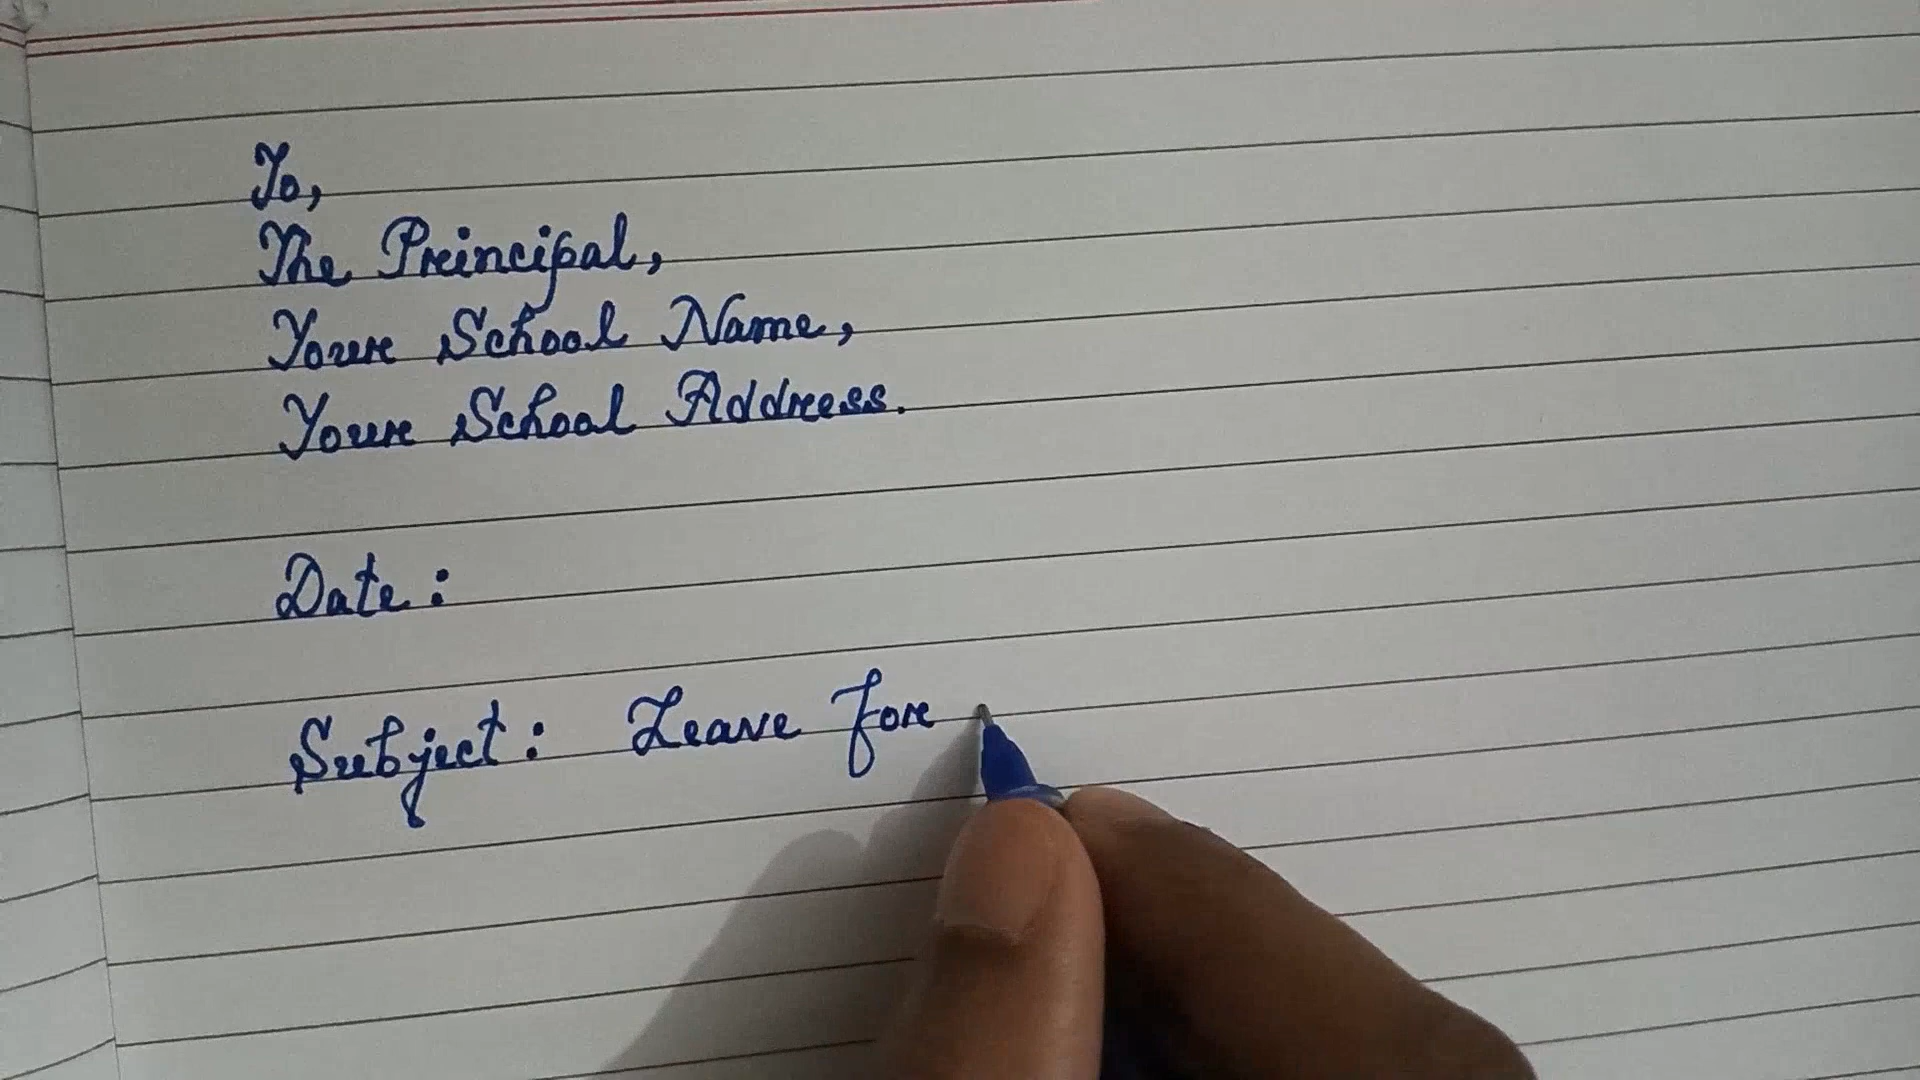 To,
The Principal,
Your School Name,
Your School Address.
Date:
Subject: Leave for